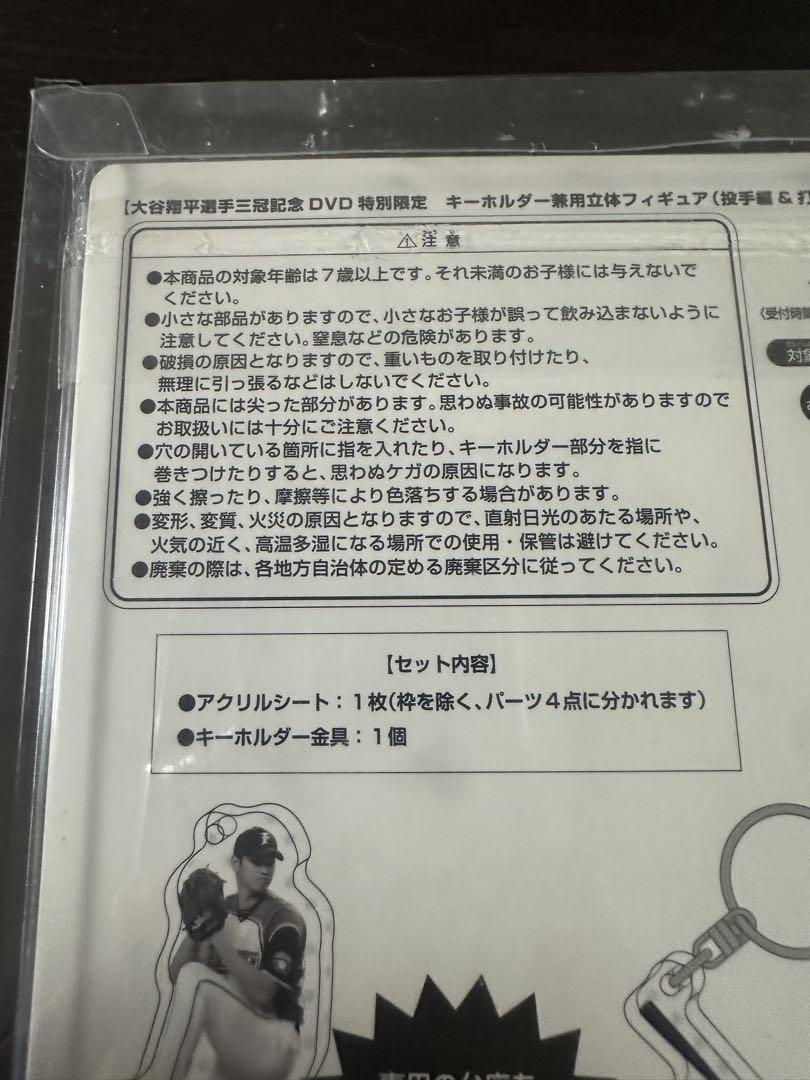 【大谷翔平選手三冠記念DVD特別限定　キーホルダー兼用立体フィギュア(投手編＆打
⚠注意
●本商品の対象年齢は７歳以上です。それ未満のお子様には与えないで
ください。
●小さな部品がありますので、小さなお子様が誤って飲み込まないように
注意してください。窒息などの危険があります。
●破損の原因となりますので、重いものを取り付けたり、
無理に引っ張るなどはしないでください。
●本商品には尖った部分があります。思わぬ事故の可能性がありますので
お取扱いには十分にご注意ください。
●穴の開いている箇所に指を入れたり、キーホルダー部分を指に
巻きつけたりすると、思わぬケガの原因になります。
●強く擦ったり、摩擦等により色落ちする場合があります。
●変形、変質、火災の原因となりますので、直射日光のあたる場所や、
火気の近く、高温多湿になる場所での使用・保管は避けてください。
●廃棄の際は、各地方自治体の定める廃棄区分に従ってください。
(受付時間
対象
【セット内容】
●アクリルシート：１枚(枠を除く、パーツ４点に分かれます)
●キーホルダー金具：１個
専用の台座を